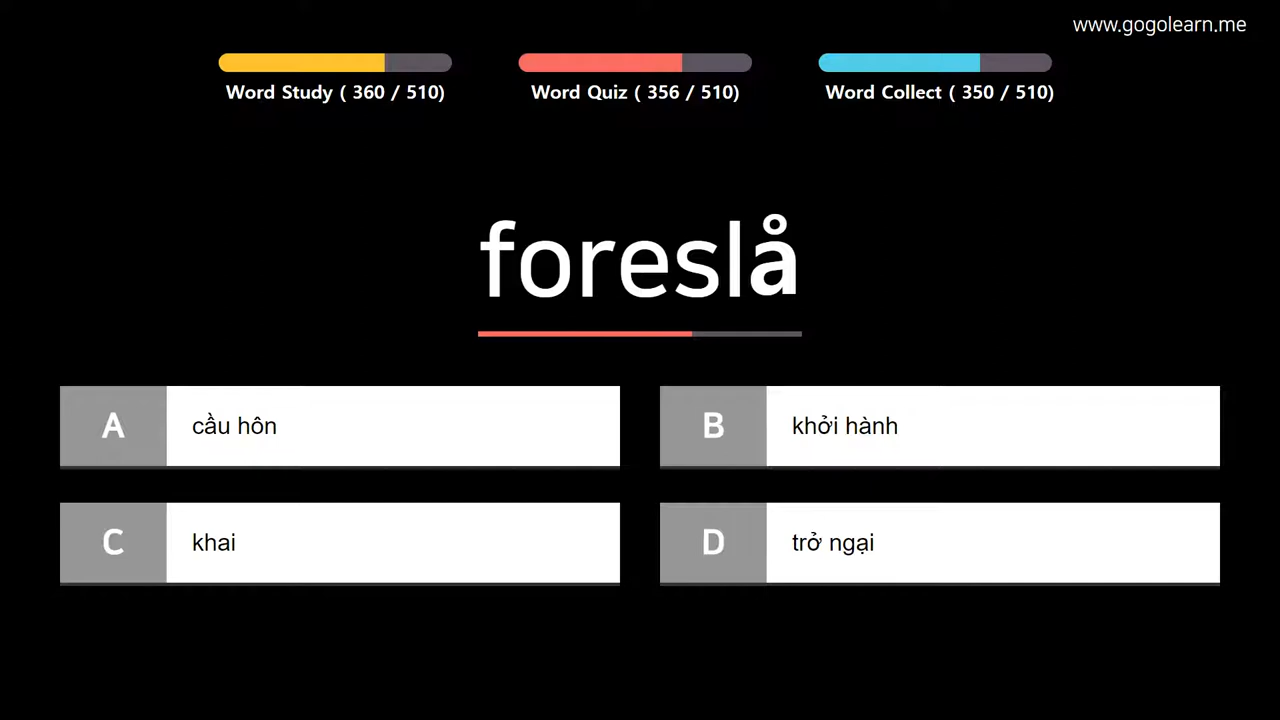 www.gogolearn.me
Word Study ( 360 / 510)
Word Quiz ( 356 / 510)
Word Collect ( 350 / 510)
foreslå
A
cầu hôn
B
khởi hành
C
khai
D
trở ngại